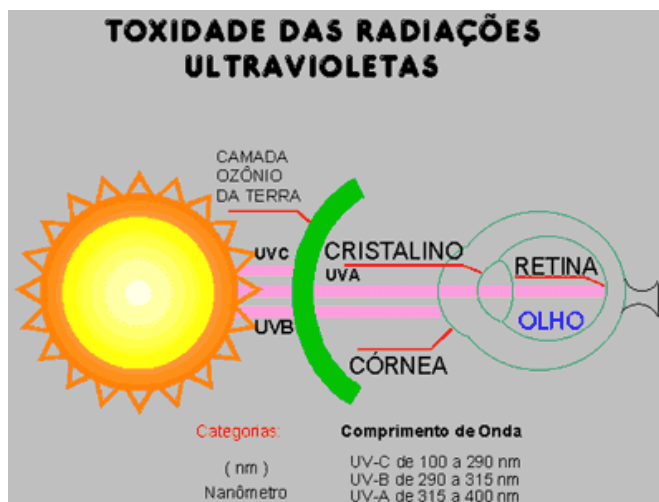 TOXIDADE DAS RADIAÇÕES
ULTRAVIOLETAS
CAMADA
OZÔNIO
DA TERRA
UVC
CRISTALINO
UVA
RETINA
UVB
OLHO
CÓRNEA
Categorias:
( nm )
Nanômetro
Comprimento de Onda
UV-C de 100 a 290 nm
UV-B de 290 a 315 nm
UV-A de 315 a 400 nm